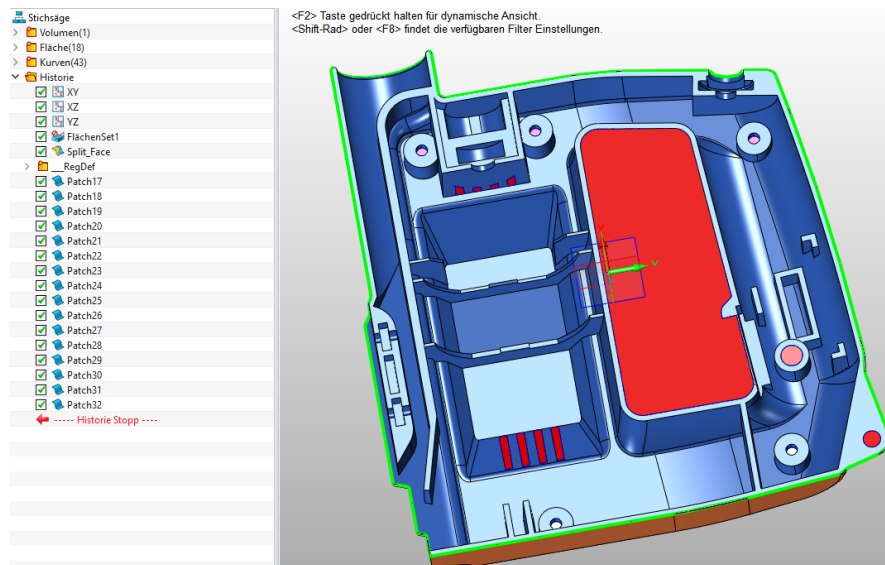 Stichsäge
Volumen(1)
Fläche(18)
Kurven(43)
Historie
XY
XZ
YZ
FlächenSet1
Split_Face
__RegDef
Patch17
Patch18
Patch19
Patch20
Patch21
Patch22
Patch23
Patch24
Patch25
Patch26
Patch27
Patch28
Patch29
Patch30
Patch31
Patch32
----- Historie Stopp ----
<F2> Taste gedrückt halten für dynamische Ansicht.
<Shift-Rad> oder <F8> findet die verfügbaren Filter Einstellungen.